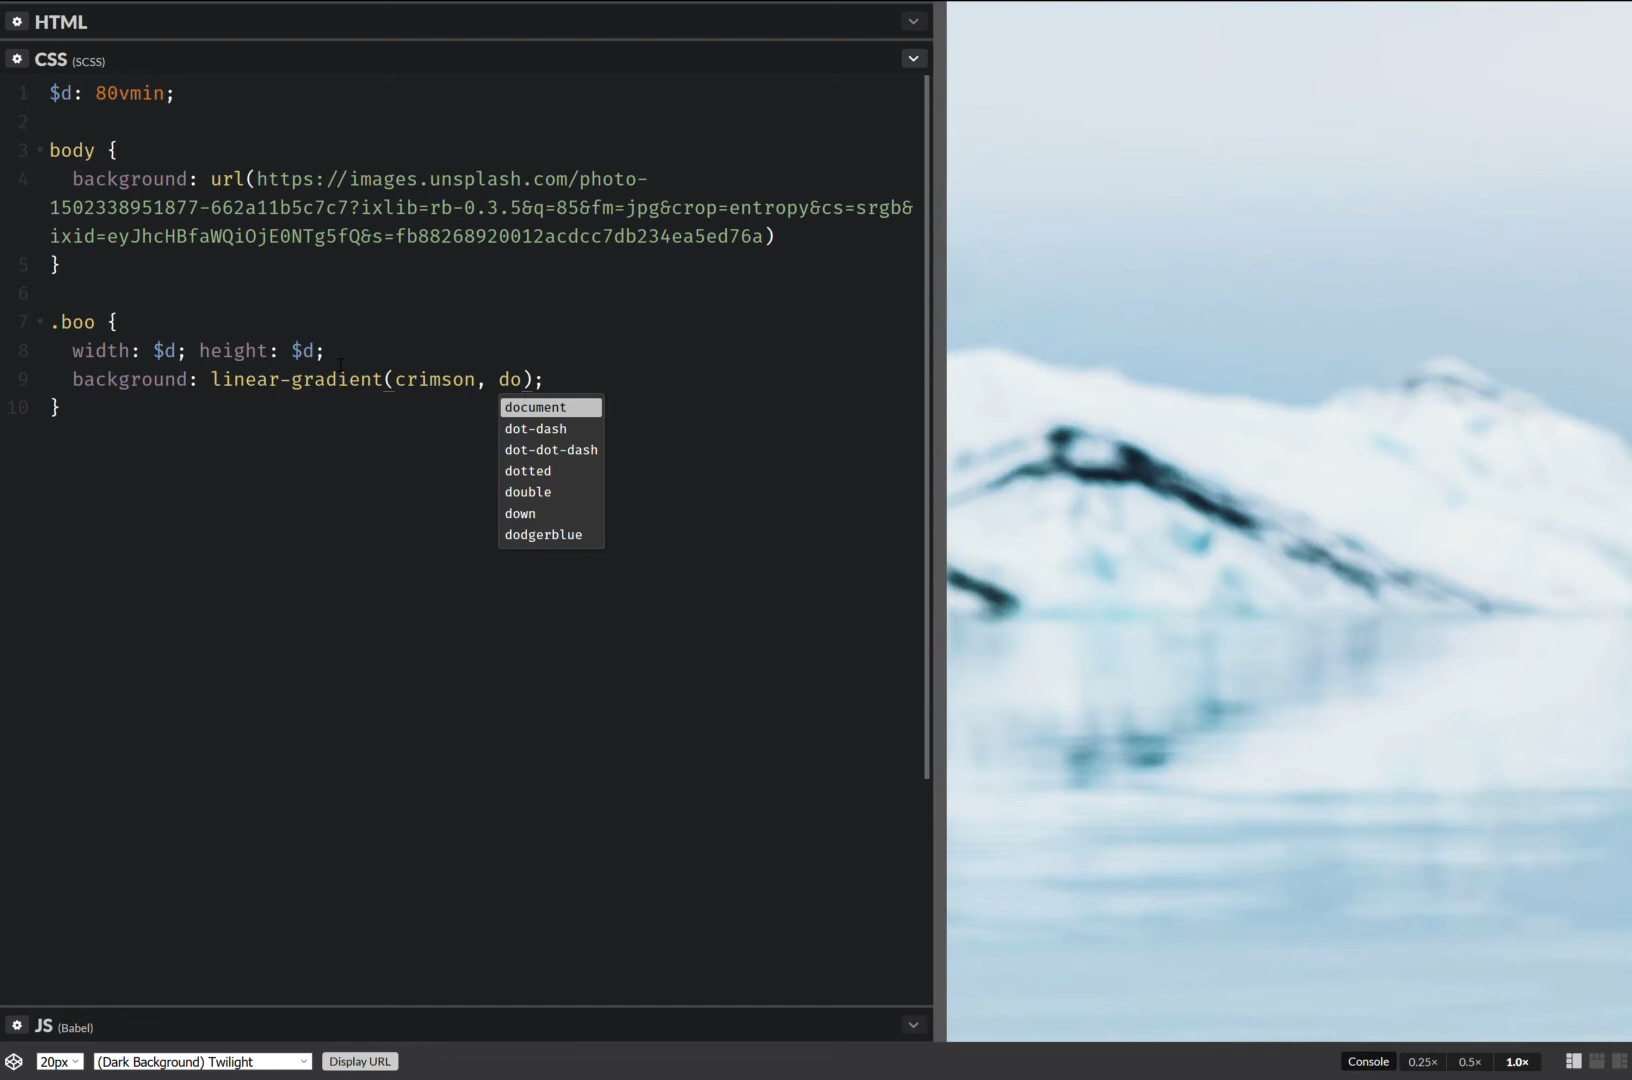 HTML
CSS (SCSS)
1 $d: 80vmin;
2
3 body {
4 background: url(https://images.unsplash.com/photo-
1502338951877-662a11b5c7c7?ixlib=rb-0.3.5&q=85&fm=jpg&crop=entropy&cs=srgb&
ixid=eyJhcHBfaWQiOjE0NTg5fQ&s=fb88268920012acdcc7db234ea5ed76a)
5 }
6
7 .boo {
8 width: $d; height: $d;
9 background: linear-gradient(crimson, do);
10 }
document
dot-dash
dot-dot-dash
dotted
double
down
dodgerblue
JS (Babel)
20px (Dark Background) Twilight Display URL Console 0.25× 0.5× 1.0×